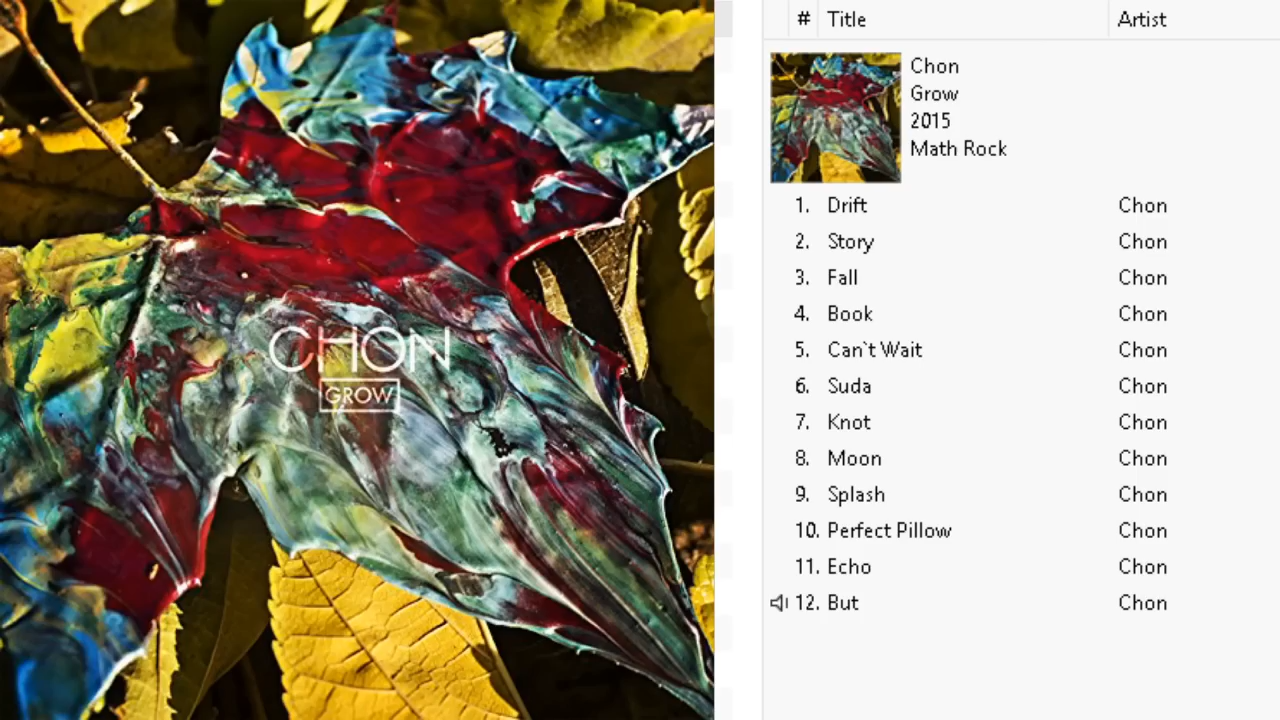 CHON
GROW
# Title Artist
Chon
Grow
2015
Math Rock
1. Drift Chon
2. Story Chon
3. Fall Chon
4. Book Chon
5. Can`t Wait Chon
6. Suda Chon
7. Knot Chon
8. Moon Chon
9. Splash Chon
10. Perfect Pillow Chon
11. Echo Chon
12. But Chon